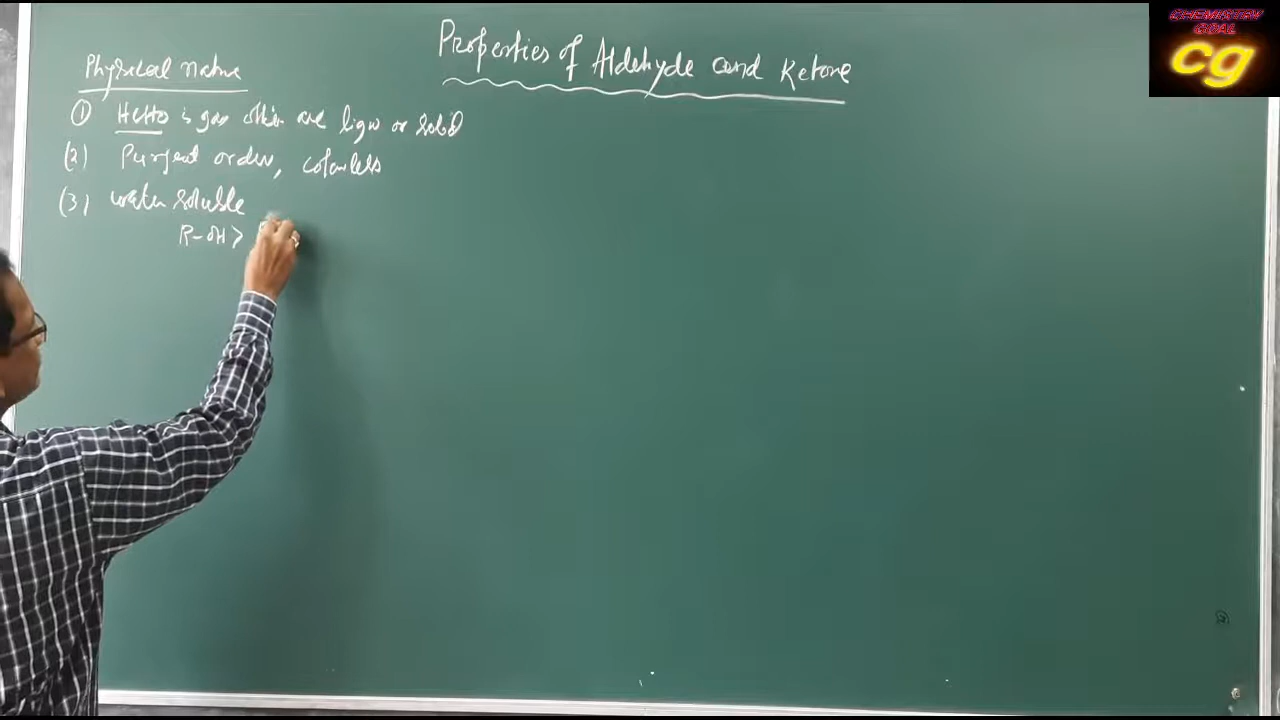 Properties of Aldehyde and Ketone
CHEMISTRY
GOAL
cg
Physical nature
(1) HCHO is gas other are liqu or solid
(2) Purgent order, colourless
(3) water soluble
R-OH >